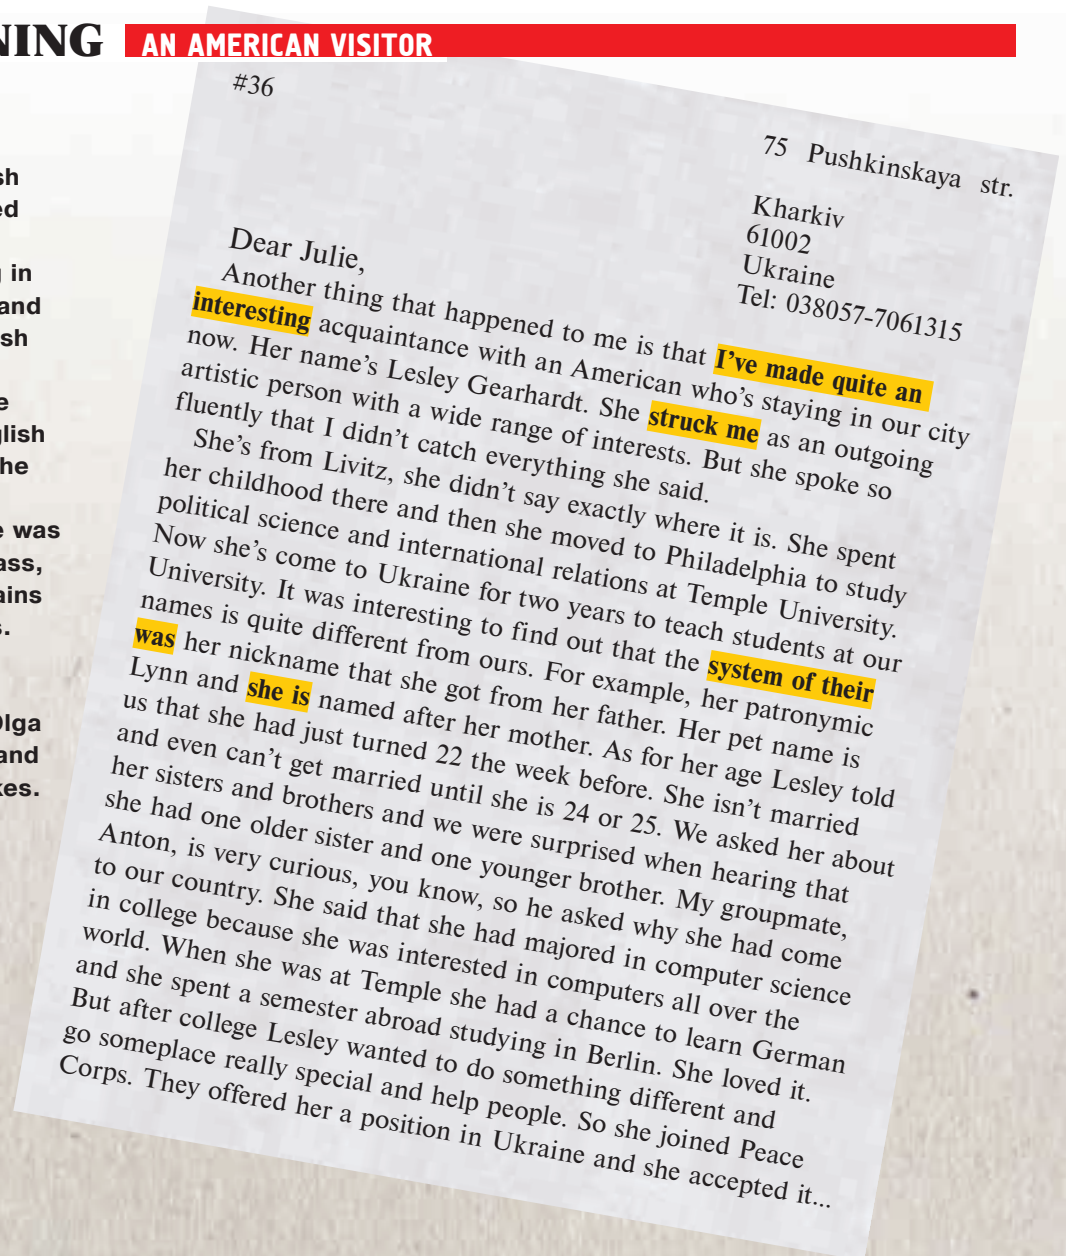 NING AN AMERICAN VISITOR
sh
ed
in
and
sh
e
glish
he
e was
ass,
ains
s.
Olga
and
kes.
#36
75 Pushkinskaya str.
Kharkiv
61002
Ukraine
Tel: 038057-7061315
Dear Julie,
Another thing that happened to me is that I've made quite an
interesting acquaintance with an American who's staying in our city
now. Her name's Lesley Gearhardt. She struck me as an outgoing
artistic person with a wide range of interests. But she spoke so
fluently that I didn't catch everything she said.
She's from Livitz, she didn't say exactly where it is. She spent
her childhood there and then she moved to Philadelphia to study
political science and international relations at Temple University.
Now she's come to Ukraine for two years to teach students at our
University. It was interesting to find out that the system of their
names is quite different from ours. For example, her patronymic
was her nickname that she got from her father. Her pet name is
Lynn and she is named after her mother. As for her age Lesley told
us that she had just turned 22 the week before. She isn't married
and even can't get married until she is 24 or 25. We asked her about
her sisters and brothers and we were surprised when hearing that
she had one older sister and one younger brother. My groupmate,
Anton, is very curious, you know, so he asked why she had come
to our country. She said that she had majored in computer science
in college because she was interested in computers all over the
world. When she was at Temple she had a chance to learn German
and she spent a semester abroad studying in Berlin. She loved it.
But after college Lesley wanted to do something different and
go someplace really special and help people. So she joined Peace
Corps. They offered her a position in Ukraine and she accepted it...